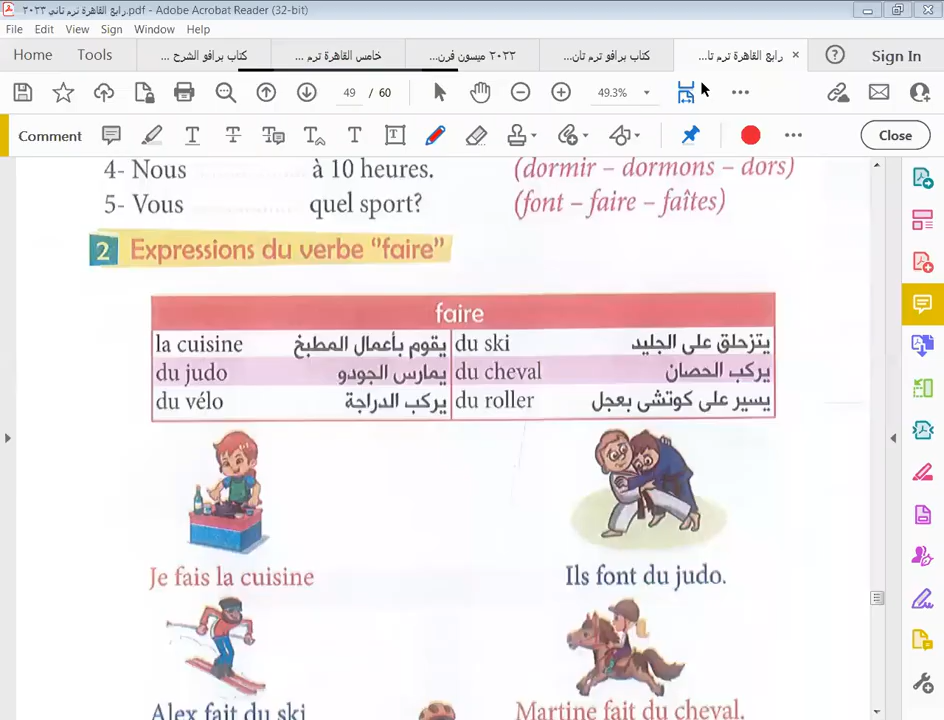 رابع القاهرة ترم ثاني ٢٠٢٣.pdf - Adobe Acrobat Reader (32-bit)
File Edit View Sign Window Help
Home Tools كتاب برافو الشرح ... خامس القاهرة ترم ... ٢٠٢٢ ميسون فرن... كتاب برافو ترم ثان... رابع القاهرة ترم ثا... × Sign In
49 / 60 49.3%
Comment Close
4- Nous à 10 heures. (dormir – dormons – dors)
5- Vous quel sport? (font – faire – faîtes)
2 Expressions du verbe ‘‘faire’’
faire
la cuisine يقوم بأعمال المطبخ du ski يتزحلق على الجليد
du judo يمارس الجودو du cheval يركب الحصان
du vélo يركب الدراجة du roller يسير على كوتشى بعجل
Je fais la cuisine Ils font du judo.
Alex fait du ski Martine fait du cheval.